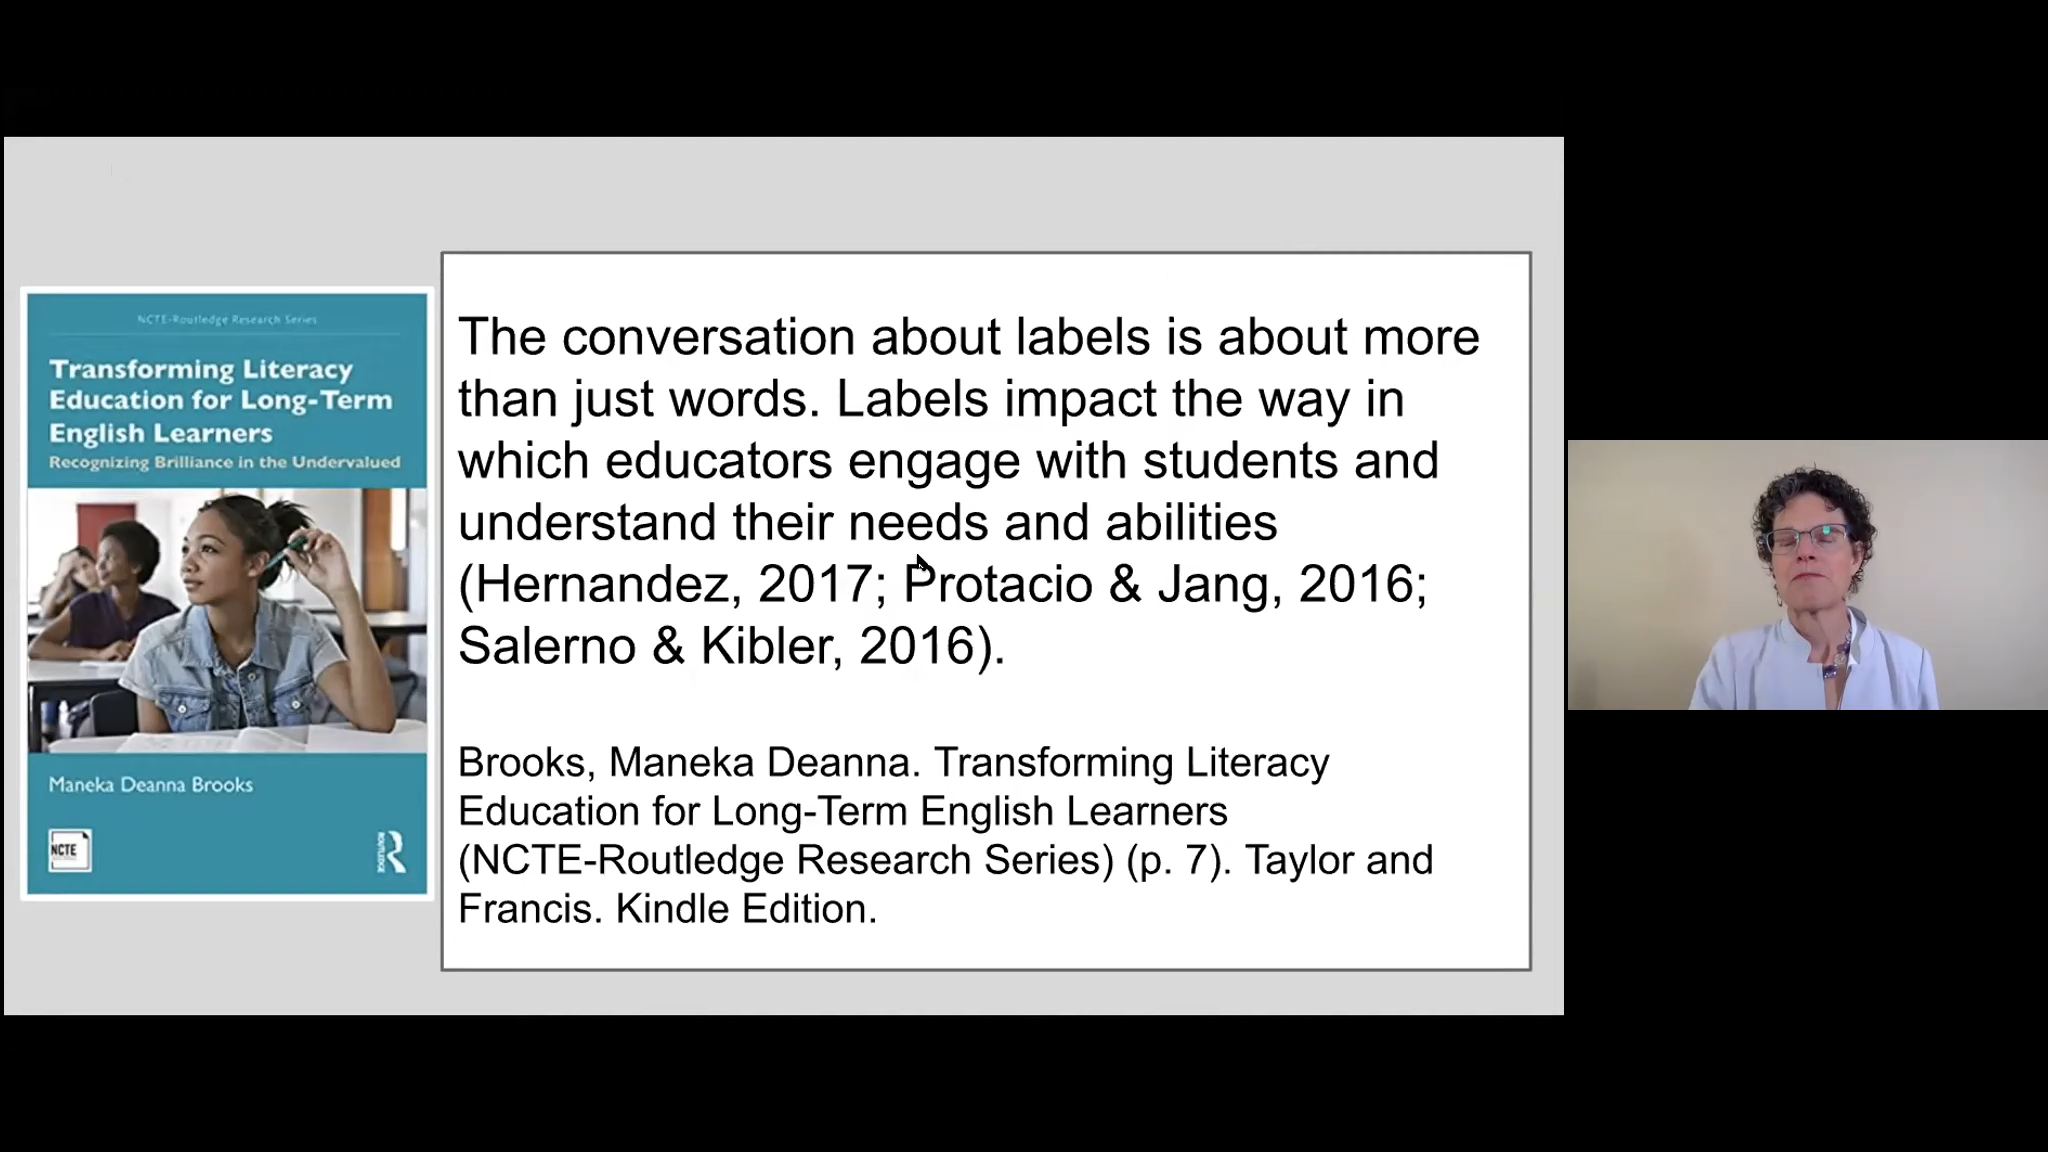 NCTE-Routledge Research Series
Transforming Literacy
Education for Long-Term
English Learners
Recognizing Brilliance in the Undervalued
Maneka Deanna Brooks
NCTE
ROUTLEDGE
The conversation about labels is about more
than just words. Labels impact the way in
which educators engage with students and
understand their needs and abilities
(Hernandez, 2017; Protacio & Jang, 2016;
Salerno & Kibler, 2016).
Brooks, Maneka Deanna. Transforming Literacy
Education for Long-Term English Learners
(NCTE-Routledge Research Series) (p. 7). Taylor and
Francis. Kindle Edition.